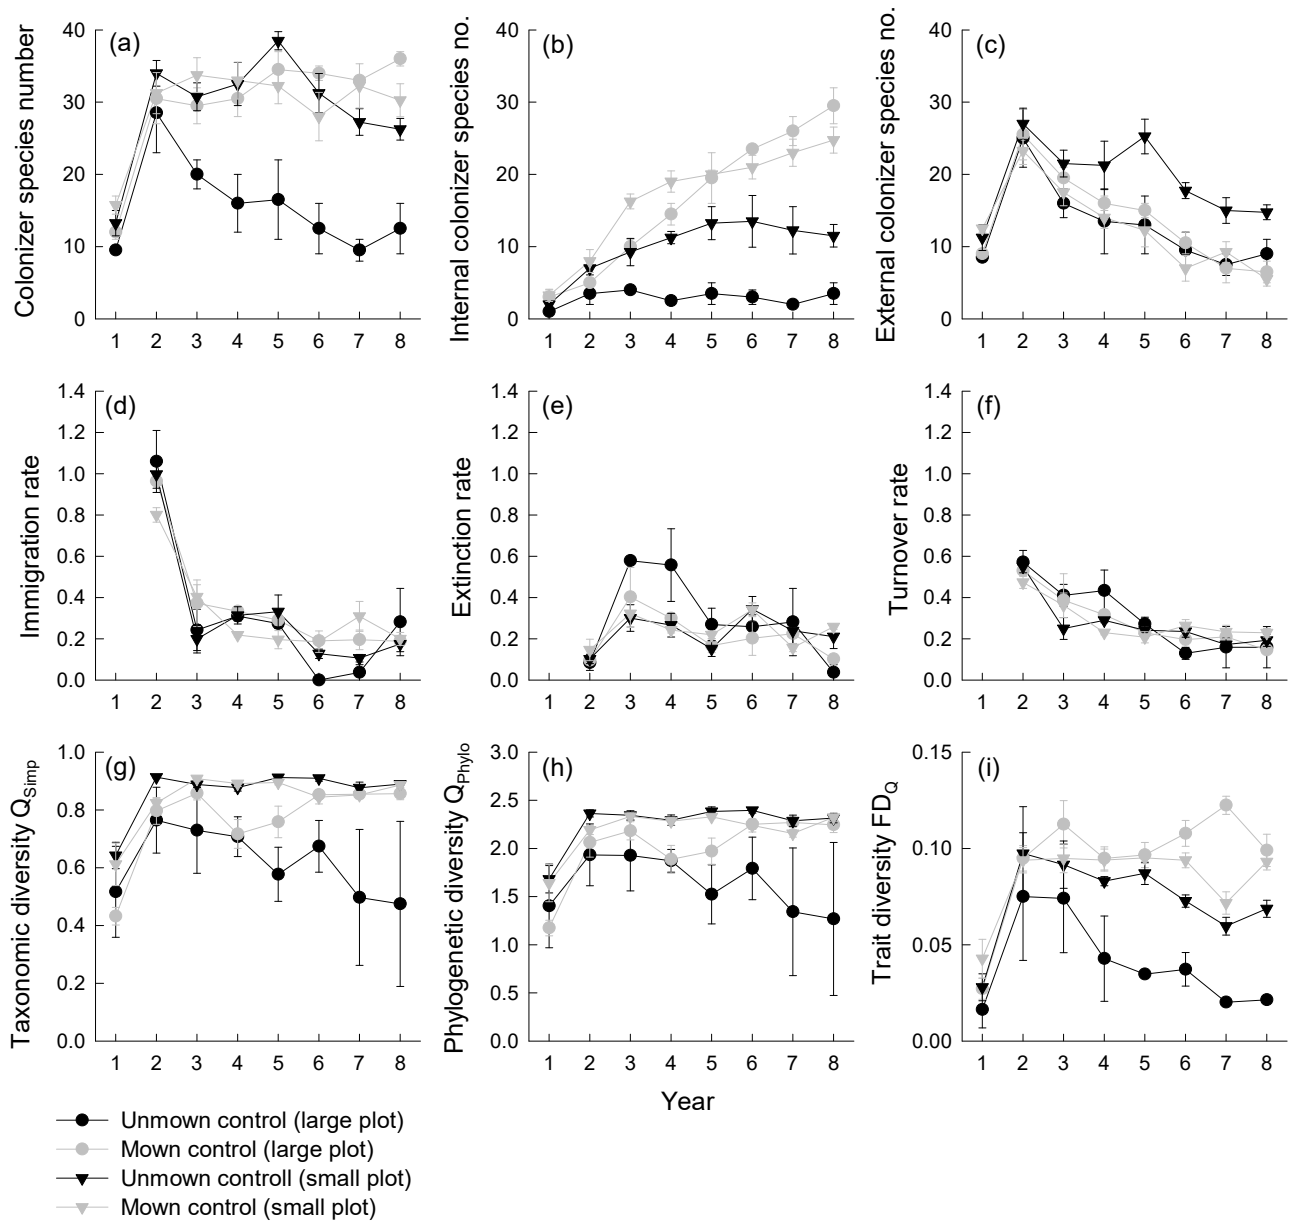 (a)
Colonizer species number
40
30
20
10
0
1 2 3 4 5 6 7 8
(b)
Internal colonizer species no.
40
30
20
10
0
1 2 3 4 5 6 7 8
(c)
External colonizer species no.
40
30
20
10
0
1 2 3 4 5 6 7 8
(d)
Immigration rate
1.4
1.2
1.0
0.8
0.6
0.4
0.2
0.0
1 2 3 4 5 6 7 8
(e)
Extinction rate
1.4
1.2
1.0
0.8
0.6
0.4
0.2
0.0
1 2 3 4 5 6 7 8
(f)
Turnover rate
1.4
1.2
1.0
0.8
0.6
0.4
0.2
0.0
1 2 3 4 5 6 7 8
(g)
Taxonomic diversity QSimp
1.0
0.8
0.6
0.4
0.2
0.0
1 2 3 4 5 6 7 8
(h)
Phylogenetic diversity QPhylo
3.0
2.5
2.0
1.5
1.0
0.5
0.0
1 2 3 4 5 6 7 8
(i)
Trait diversity FDQ
0.15
0.10
0.05
0.00
1 2 3 4 5 6 7 8
Year
Unmown control (large plot)
Mown control (large plot)
Unmown controll (small plot)
Mown control (small plot)